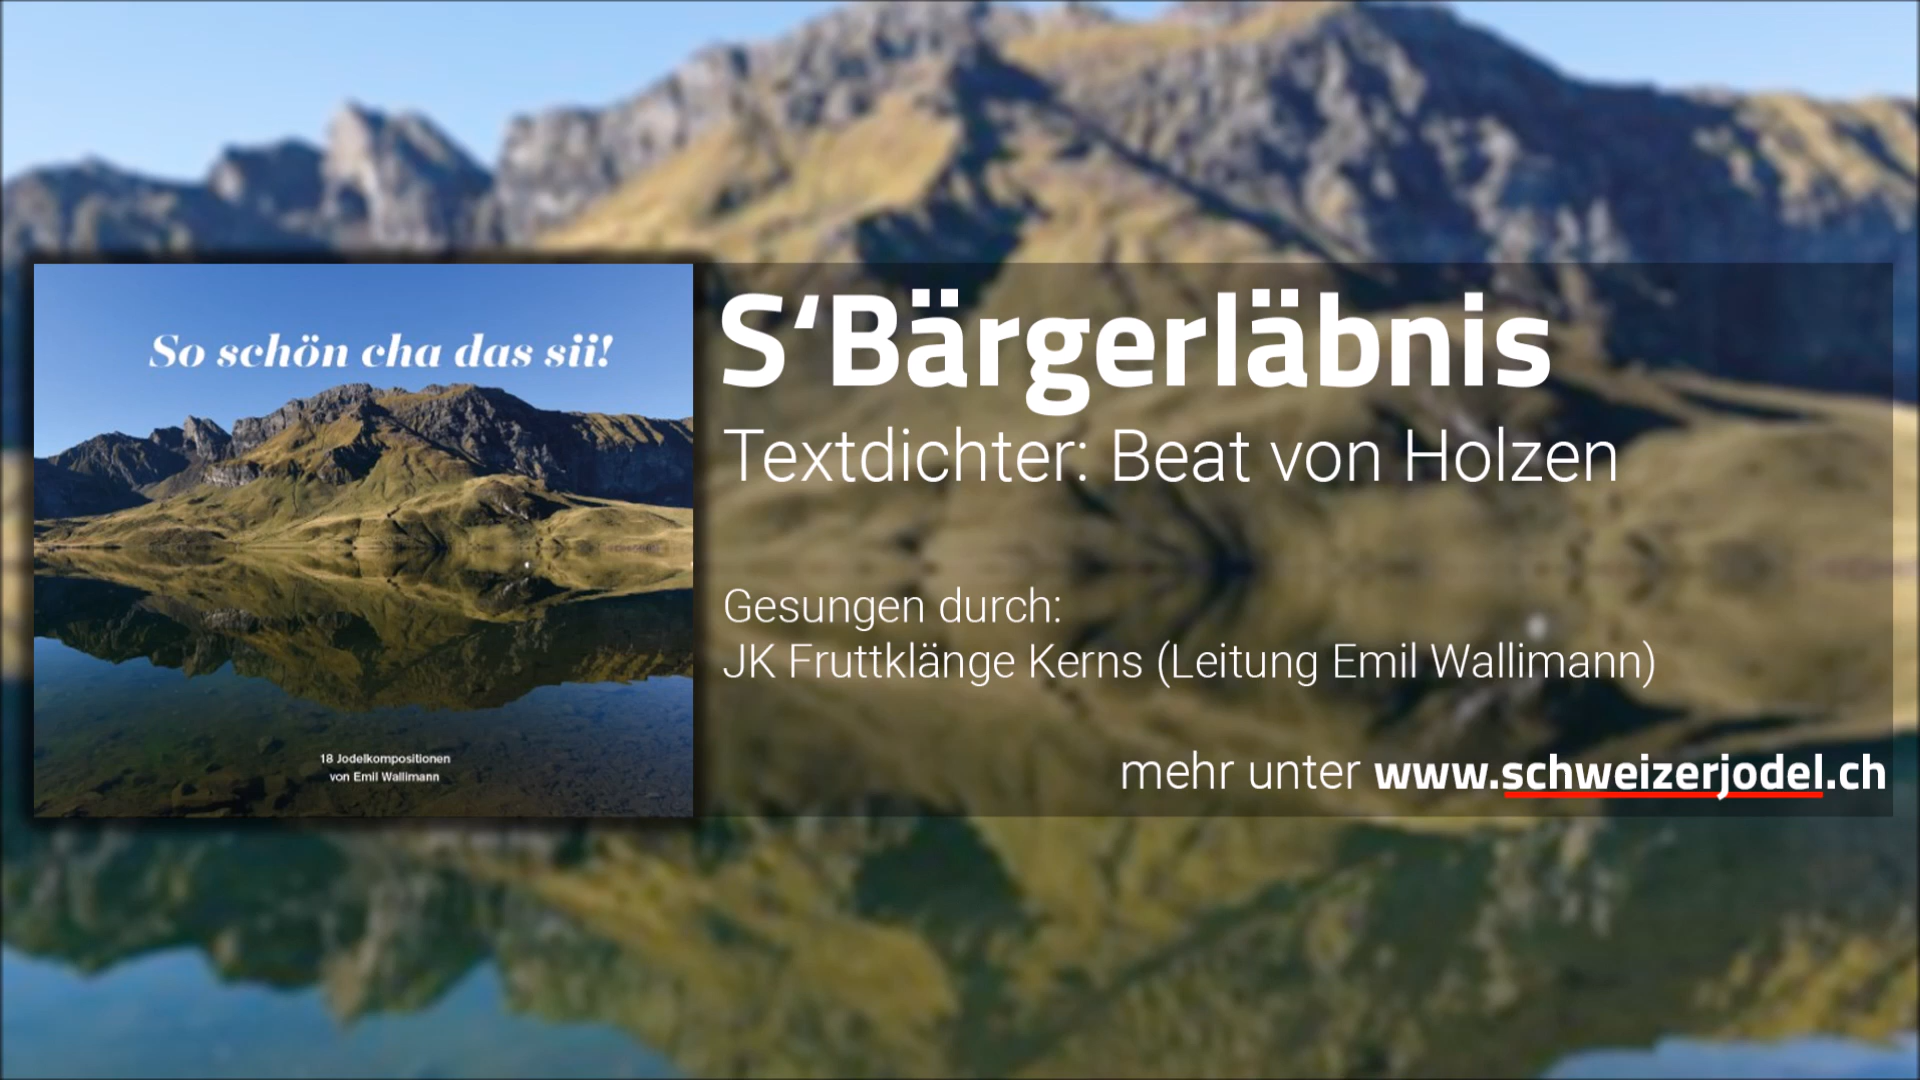 So schön cha das sii!
18 Jodelkompositionen
von Emil Wallimann
S‘Bärgerläbnis
Textdichter: Beat von Holzen
Gesungen durch:
JK Fruttklänge Kerns (Leitung Emil Wallimann)
mehr unter www.schweizerjodel.ch